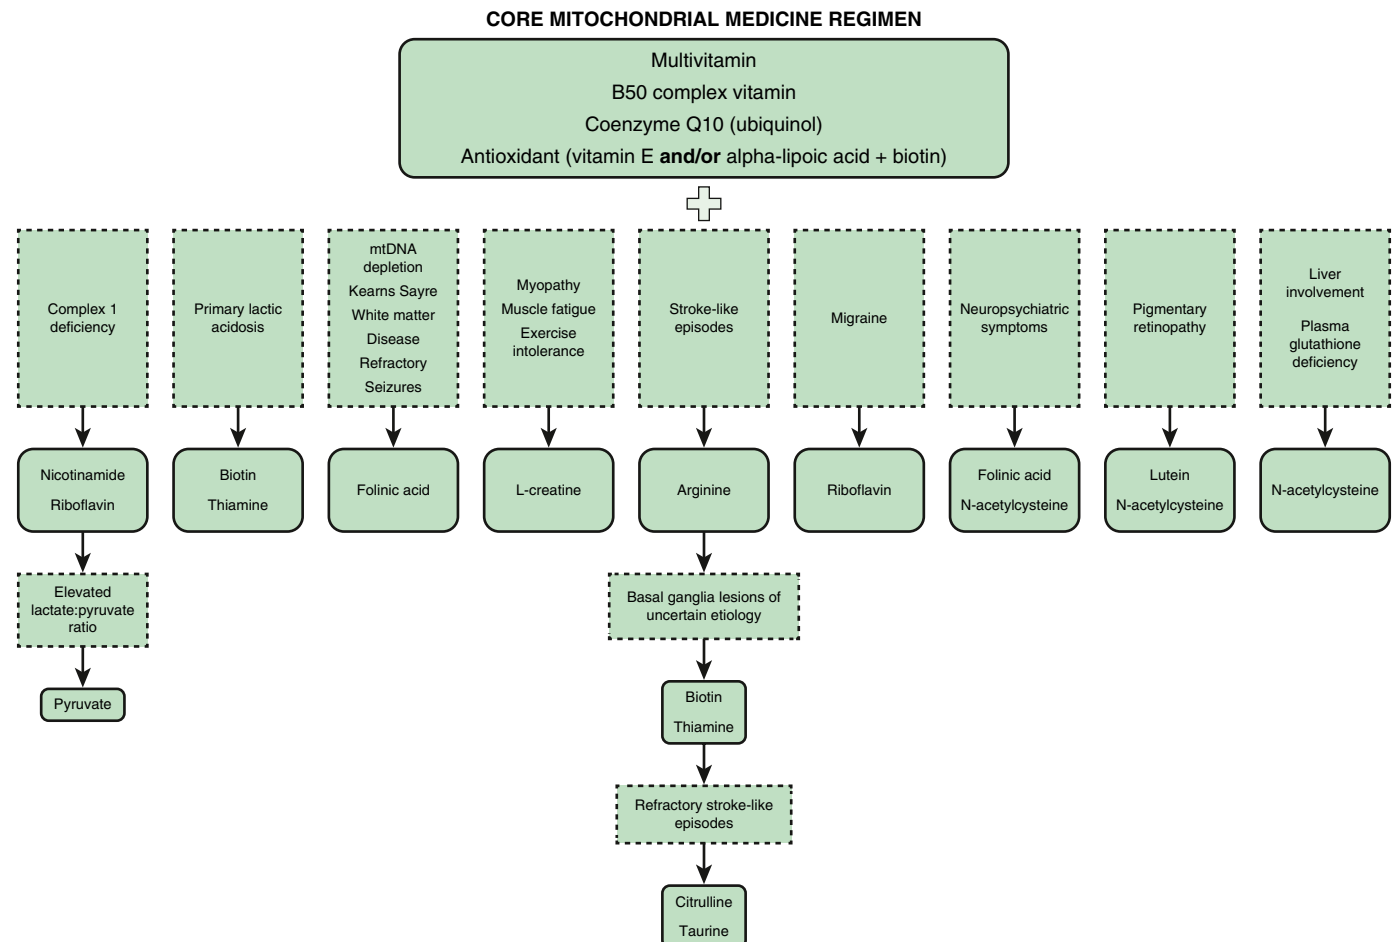 CORE MITOCHONDRIAL MEDICINE REGIMEN
Multivitamin
B50 complex vitamin
Coenzyme Q10 (ubiquinol)
Antioxidant (vitamin E and/or alpha-lipoic acid + biotin)
Complex 1
deficiency
Primary lactic
acidosis
mtDNA
depletion
Kearns Sayre
White matter
Disease
Refractory
Seizures
Myopathy
Muscle fatigue
Exercise
intolerance
Stroke-like
episodes
Migraine
Neuropsychiatric
symptoms
Pigmentary
retinopathy
Liver
involvement
Plasma
glutathione
deficiency
Nicotinamide
Riboflavin
Biotin
Thiamine
Folinic acid
L-creatine
Arginine
Riboflavin
Folinic acid
N-acetylcysteine
Lutein
N-acetylcysteine
N-acetylcysteine
Elevated
lactate:pyruvate
ratio
Pyruvate
Basal ganglia lesions of
uncertain etiology
Biotin
Thiamine
Refractory stroke-like
episodes
Citrulline
Taurine